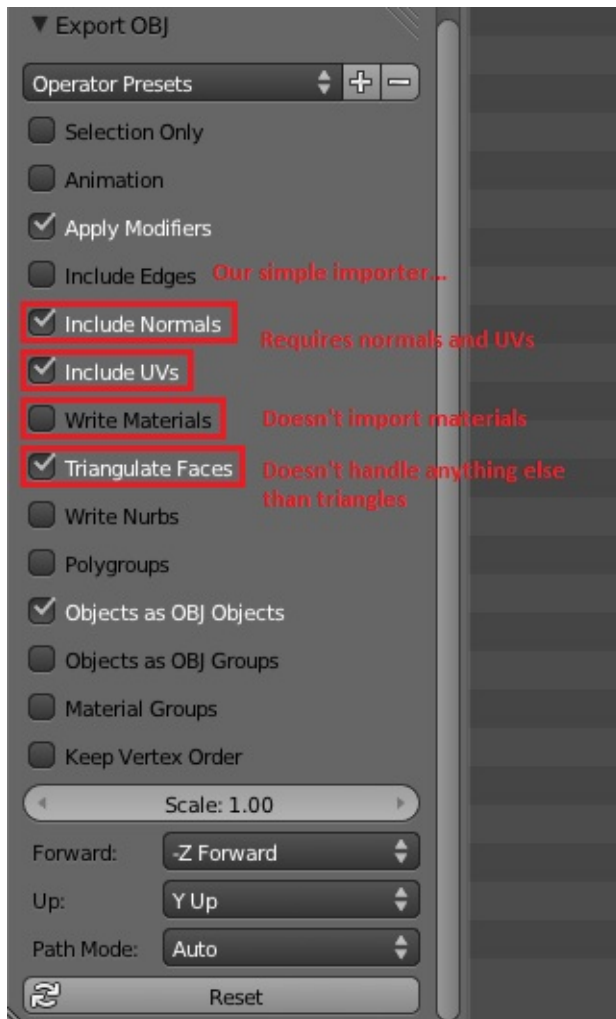 Export OBJ
Operator Presets
Selection Only
Animation
Apply Modifiers
Include Edges Our simple importer...
Include Normals
Requires normals and UVs
Include UVs
Write Materials Doesn't import materials
Triangulate Faces Doesn't handle anything else
than triangles
Write Nurbs
Polygroups
Objects as OBJ Objects
Objects as OBJ Groups
Material Groups
Keep Vertex Order
Scale: 1.00
Forward: -Z Forward
Up: Y Up
Path Mode: Auto
Reset